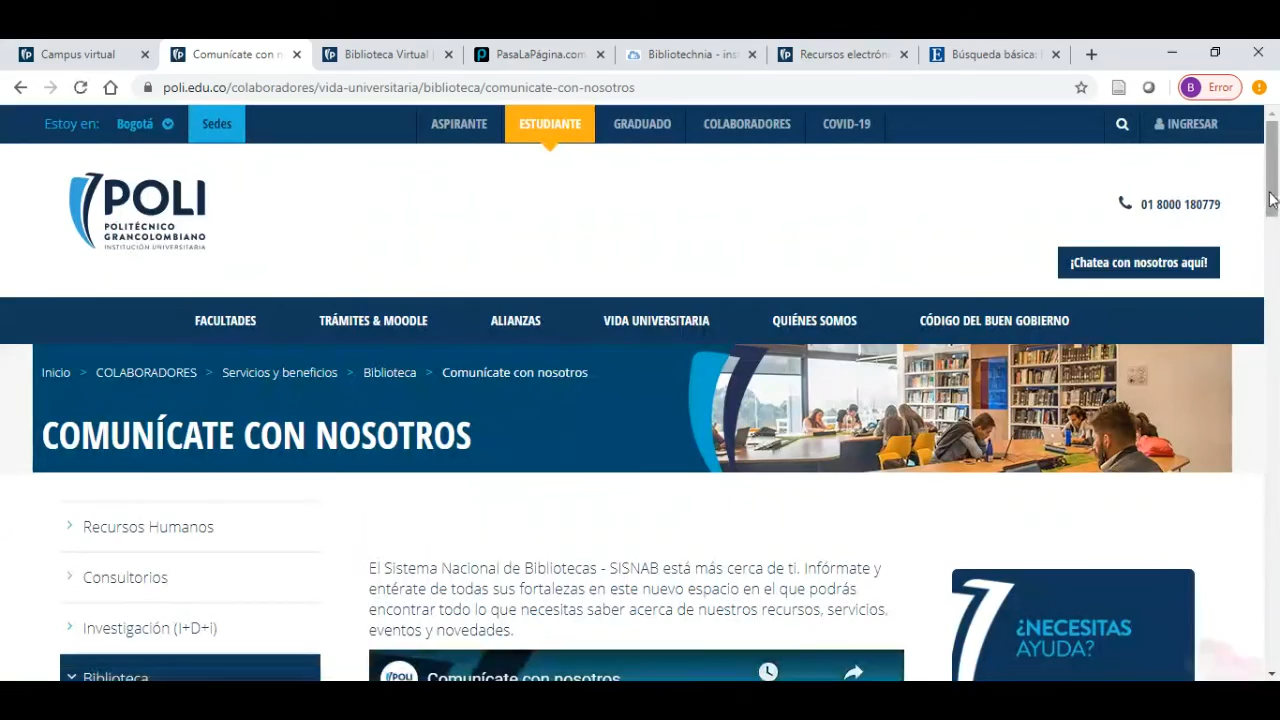 Campus virtual
Comunícate con n
Biblioteca Virtual
PasaLaPágina.com
Bibliotechnia - ins
Recursos electrón
Búsqueda básica:
poli.edu.co/colaboradores/vida-universitaria/biblioteca/comunicate-con-nosotros
B Error
Estoy en: Bogotá Sedes ASPIRANTE ESTUDIANTE GRADUADO COLABORADORES COVID-19 INGRESAR
POLI
POLITÉCNICO
GRANCOLOMBIANO
INSTITUCIÓN UNIVERSITARIA
01 8000 180779
¡Chatea con nosotros aquí!
FACULTADES TRÁMITES & MOODLE ALIANZAS VIDA UNIVERSITARIA QUIÉNES SOMOS CÓDIGO DEL BUEN GOBIERNO
Inicio > COLABORADORES > Servicios y beneficios > Biblioteca > Comunícate con nosotros
COMUNÍCATE CON NOSOTROS
Recursos Humanos
Consultorios
Investigación (I+D+i)
Biblioteca
El Sistema Nacional de Bibliotecas - SISNAB está más cerca de ti. Infórmate y
entérate de todas sus fortalezas en este nuevo espacio en el que podrás
encontrar todo lo que necesitas saber acerca de nuestros recursos, servicios,
eventos y novedades.
POLI Comunícate con nosotros
¿NECESITAS
AYUDA?